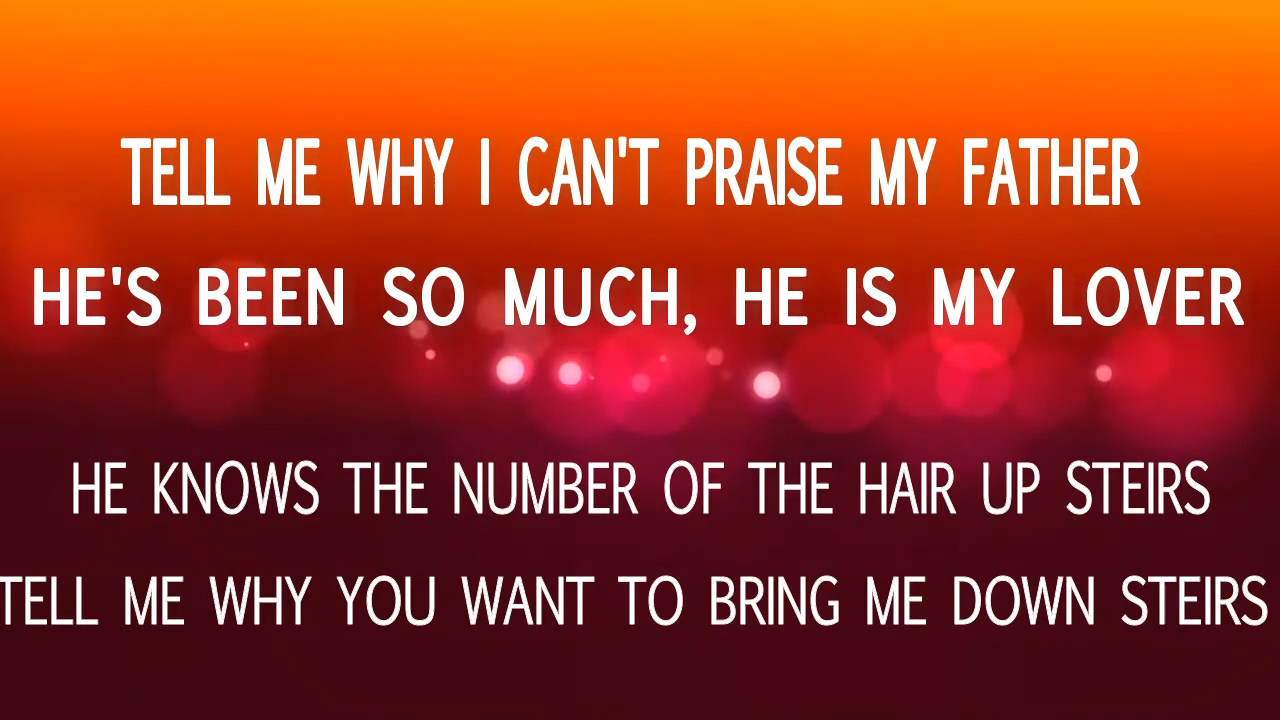 TELL ME WHY I CAN'T PRAISE MY FATHER
HE'S BEEN SO MUCH, HE IS MY LOVER
HE KNOWS THE NUMBER OF THE HAIR UP STEIRS
TELL ME WHY YOU WANT TO BRING ME DOWN STEIRS